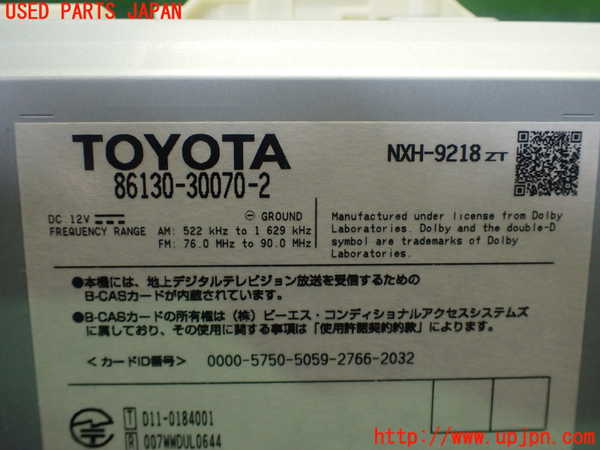 USED PARTS JAPAN
TOYOTA
86130-30070-2
NXH-9218 ZT
DC 12V
⊖ GROUND
FREQUENCY RANGE AM: 522 kHz to 1 629 kHz
FM: 76.0 MHz to 90.0 MHz
Manufactured under license from Dolby
Laboratories. Dolby and the double-D
symbol are trademarks of Dolby
Laboratories.
●本機には、地上デジタルテレビジョン放送を受信するための
B-CASカードが内蔵されています。
●B-CASカードの所有権は(株)ビーエス・コンディショナルアクセスシステムズ
に属しており、その使用に関する事項は「使用許諾契約約款」によります。
<カードID番号> 0000-5750-5059-2766-2032
T D11-0184001
R 007WWDUL0644
http://www.upjpn.com/